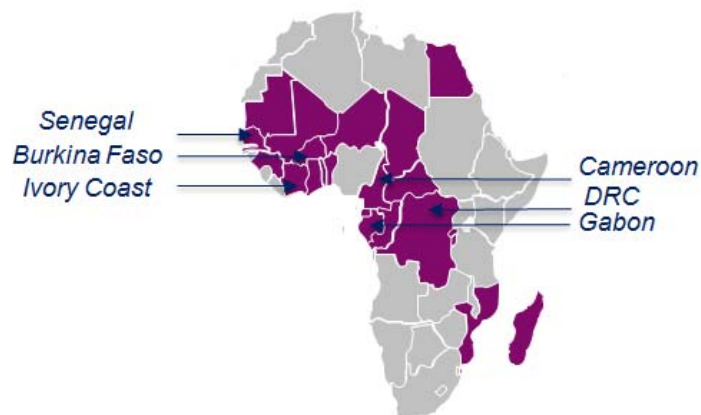 Senegal
Burkina Faso
Ivory Coast
Cameroon
DRC
Gabon